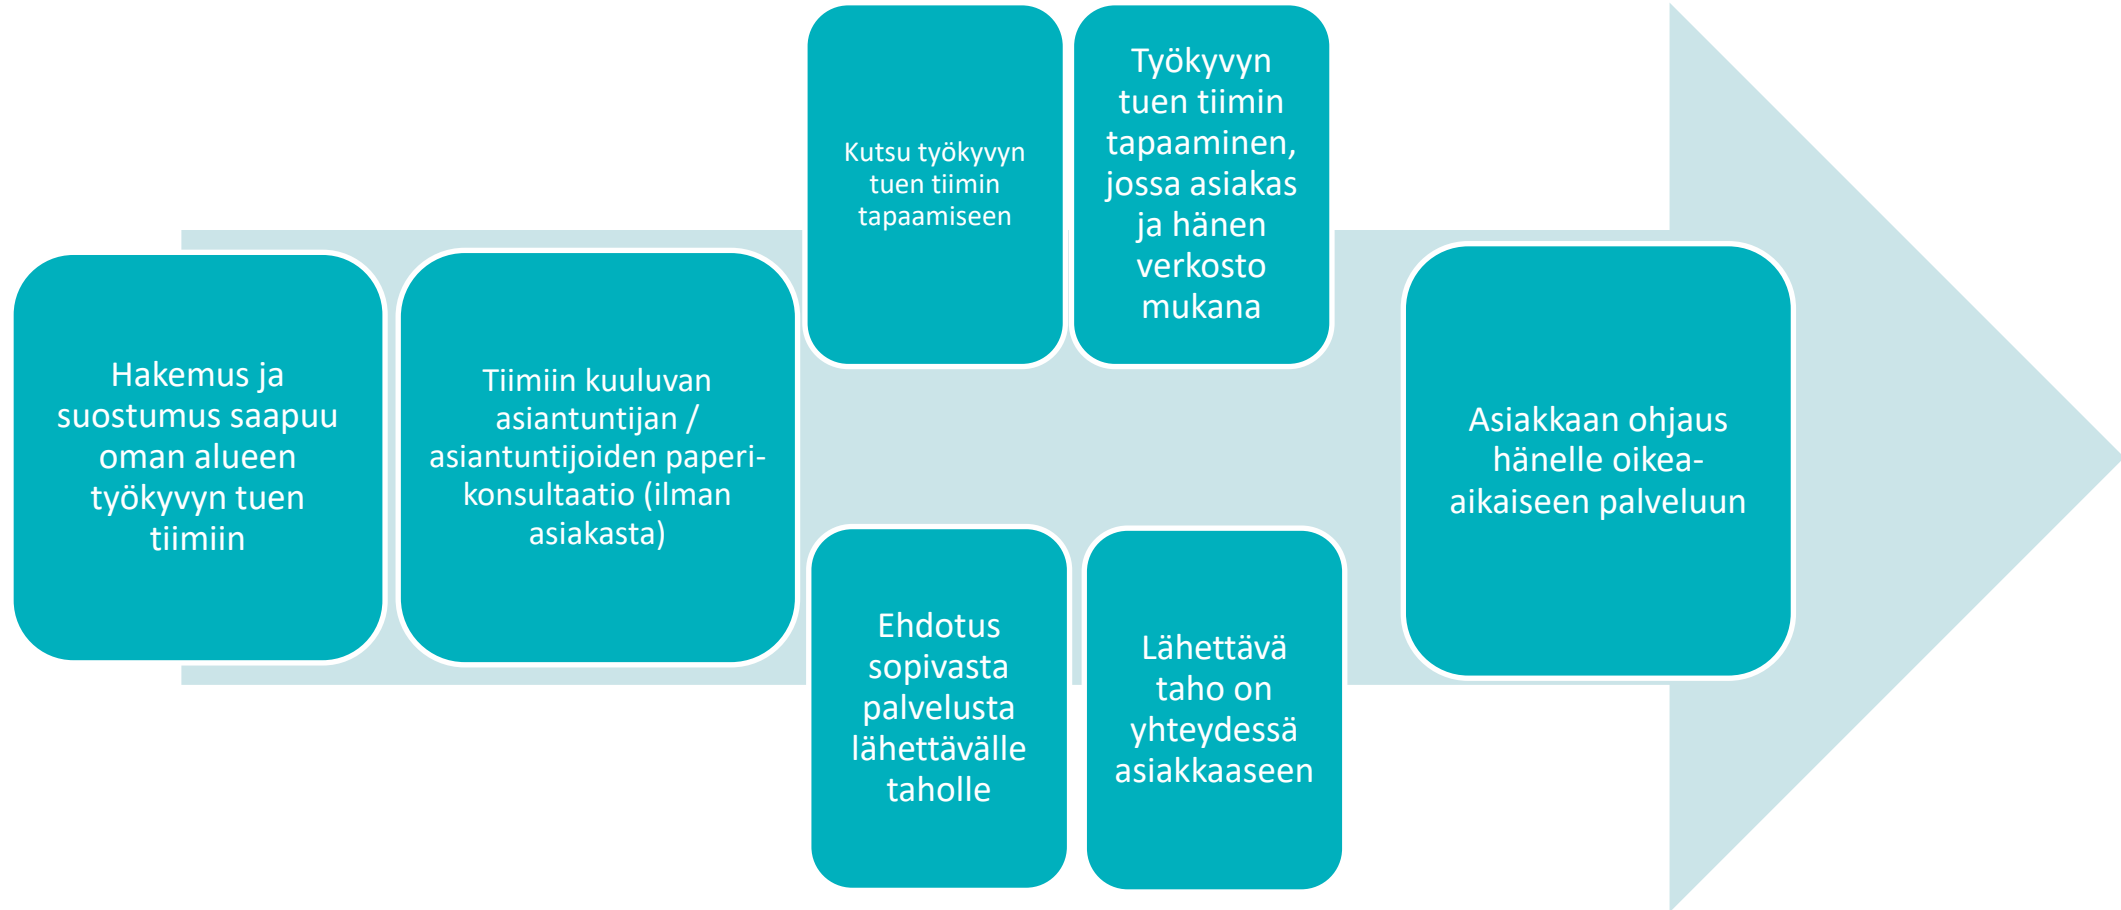 Hakemus ja
suostumus saapuu
oman alueen
työkyvyn tuen
tiimiin
Tiimiin kuuluvan
asiantuntijan /
asiantuntijoiden paperi-
konsultaatio (ilman
asiakasta)
Kutsu työkyvyn
tuen tiimin
tapaamiseen
Työkyvyn
tuen tiimin
tapaaminen,
jossa asiakas
ja hänen
verkosto
mukana
Ehdotus
sopivasta
palvelusta
lähettävälle
taholle
Lähettävä
taho on
yhteydessä
asiakkaaseen
Asiakkaan ohjaus
hänelle oikea-
aikaiseen palveluun